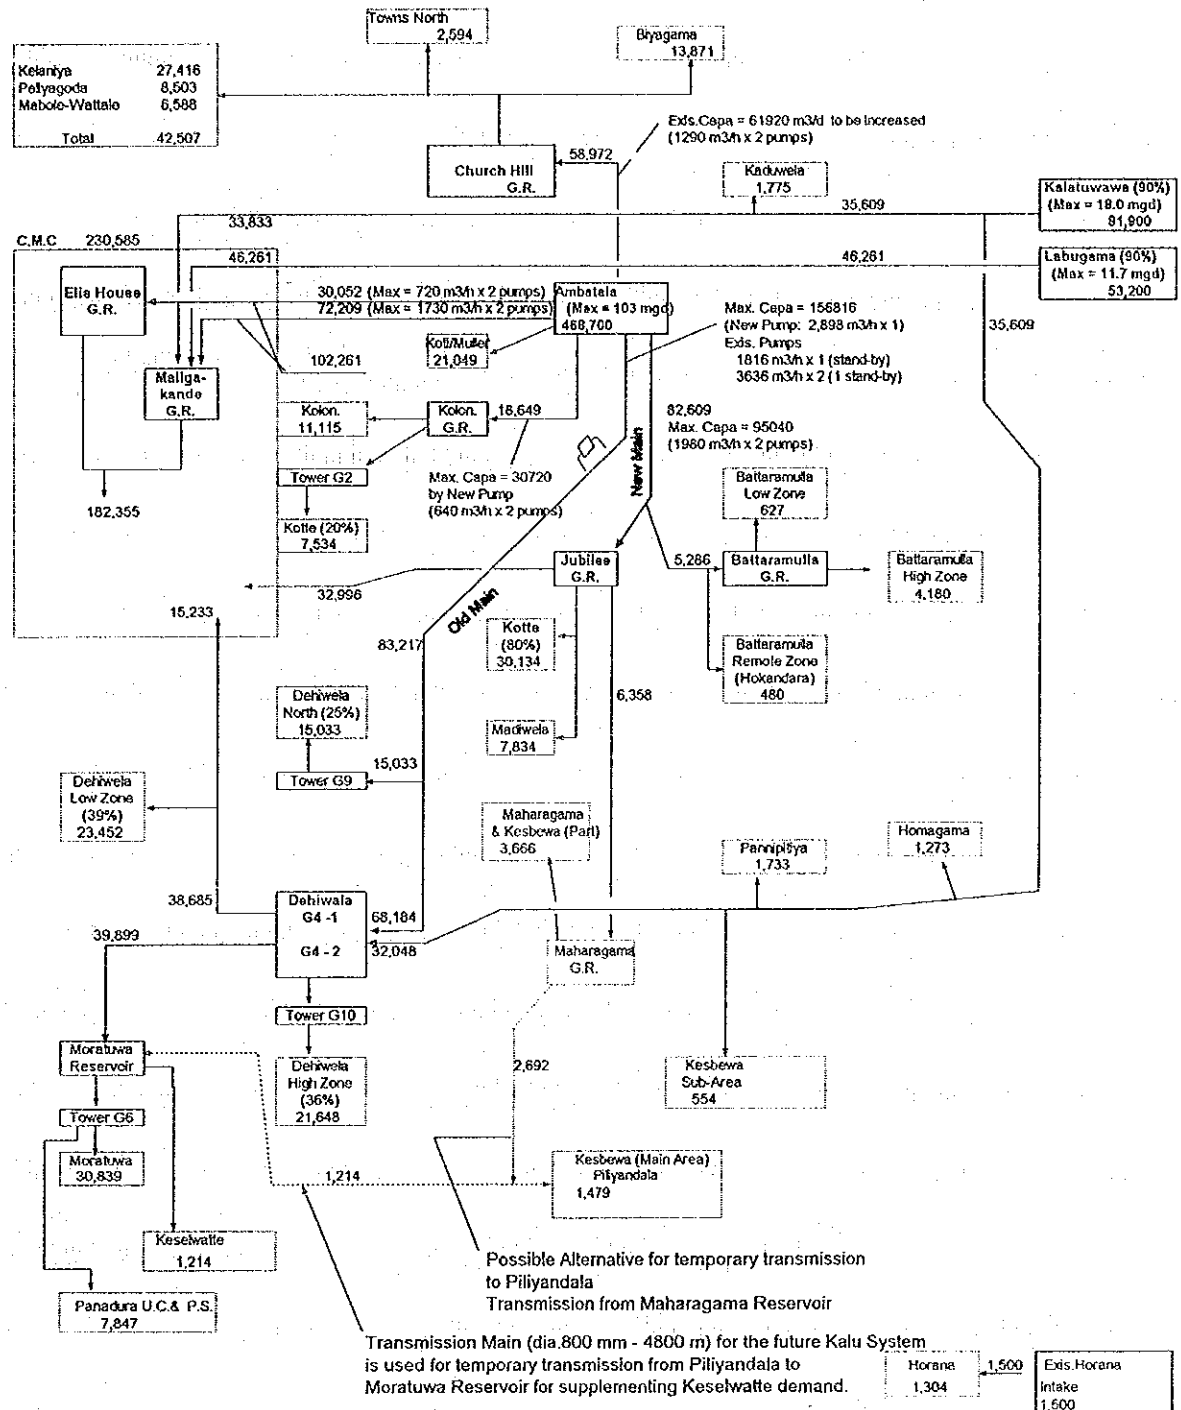 Towns North
2,594
Biyagama
13,871
Kelaniya 27,416
Peliyagoda 8,503
Mabole-Wattale 6,588
Total 42,507
Exis.Capa = 61920 m3/d to be increased
(1290 m3/h x 2 pumps)
58,972
Church Hill
G.R.
Kaduwela
1,775
Kalatuwawa (90%)
(Max = 18.0 mgd)
81,900
35,609
33,833
C.M.C 230,585
46,261
46,261
Labugama (90%)
(Max = 11.7 mgd)
53,200
Elie House
G.R.
30,052 (Max = 720 m3/h x 2 pumps)
72,209 (Max = 1730 m3/h x 2 pumps)
Ambatale
(Max = 103 mgd)
468,700
Max. Capa = 156816
(New Pump: 2,898 m3/h x 1)
Exis. Pumps
1816 m3/h x 1 (stand-by)
3636 m3/h x 2 (1 stand-by)
35,609
Kott/Muller
21,049
102,261
Maliga-
kande
G.R.
Kolon.
11,115
Kolon.
G.R.
18,649
82,609
Max. Capa = 95040
(1980 m3/h x 2 pumps)
New Main
Tower G2
Max. Capa = 30720
by New Pump
(640 m3/h x 2 pumps)
Battaramulla
Low Zone
627
182,355
Kotte (20%)
7,534
Jubilee
G.R.
5,286
Battaramulla
G.R.
Battaramulla
High Zone
4,180
32,996
Old Main
15,233
83,217
Kotte
(80%)
30,134
Battaramulla
Remote Zone
(Hokandara)
480
6,358
Dehiwela
North (25%)
15,033
Madiwela
7,834
15,033
Tower G9
Dehiwela
Low Zone
(39%)
23,452
Maharagama
& Kesbewa (Part)
3,666
Pannipitiya
1,733
Homagama
1,273
38,685
Dehiwala
G4 -1
G4 - 2
68,184
32,048
39,899
Maharagama
G.R.
Tower G10
Moratuwa
Reservoir
Dehiwela
High Zone
(36%)
21,648
2,692
Kesbewa
Sub-Area
554
Tower G6
Moratuwa
30,839
1,214
Kesbewa (Main Area)
Piliyandala
1,479
Keselwatte
1,214
Possible Alternative for temporary transmission
to Piliyandala
Transmission from Maharagama Reservoir
Panadura U.C.& P.S.
7,847
Transmission Main (dia.800 mm - 4800 m) for the future Kalu System
is used for temporary transmission from Piliyandala to
Moratuwa Reservoir for supplementing Keselwatte demand.
Horana
1,304
1,500
Exis.Horana
Intake
1,500